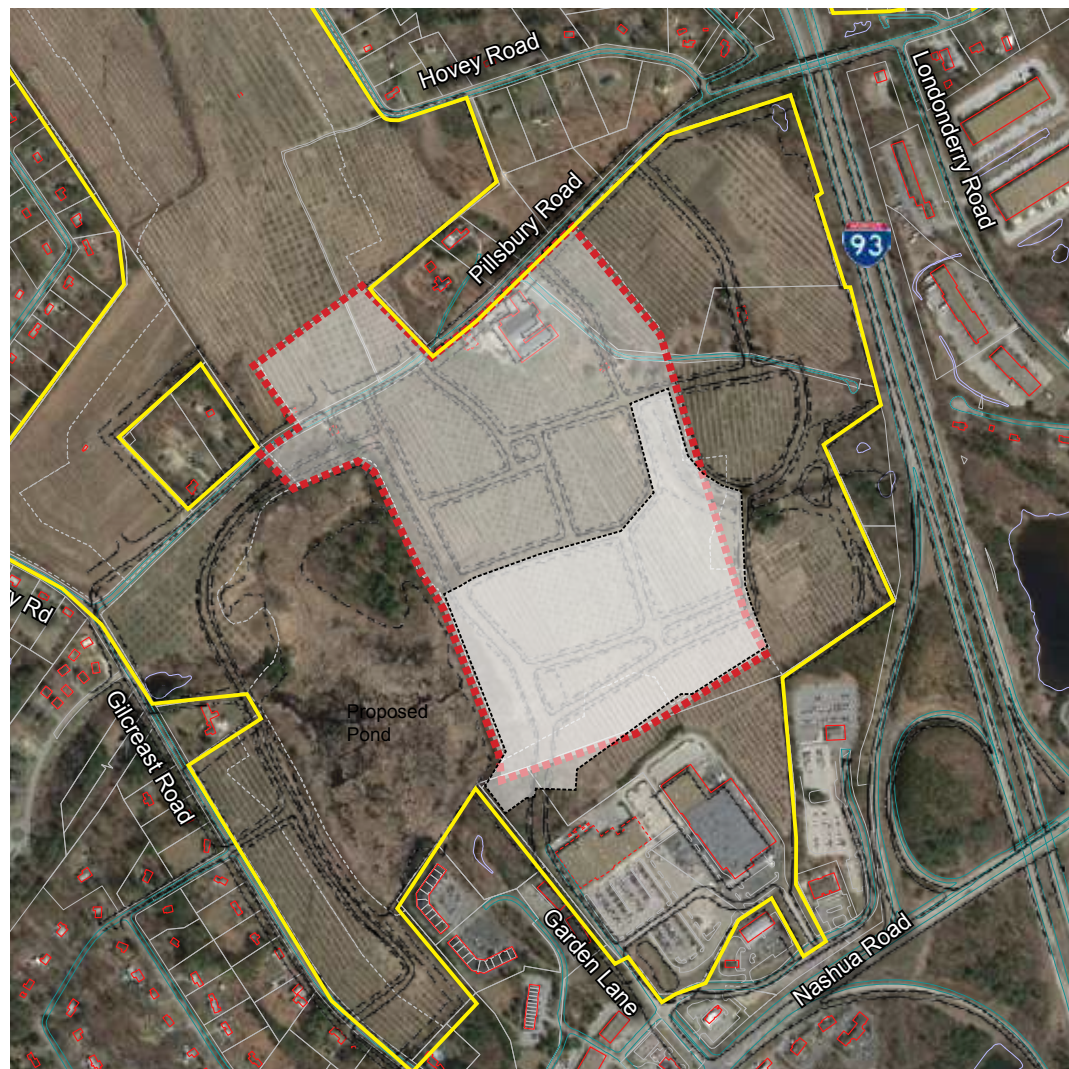 Hovey Road
Londonderry Road
Pillsbury Road
93
y Rd
Proposed
Pond
Gilcreast Road
Garden Lane
Nashua Road